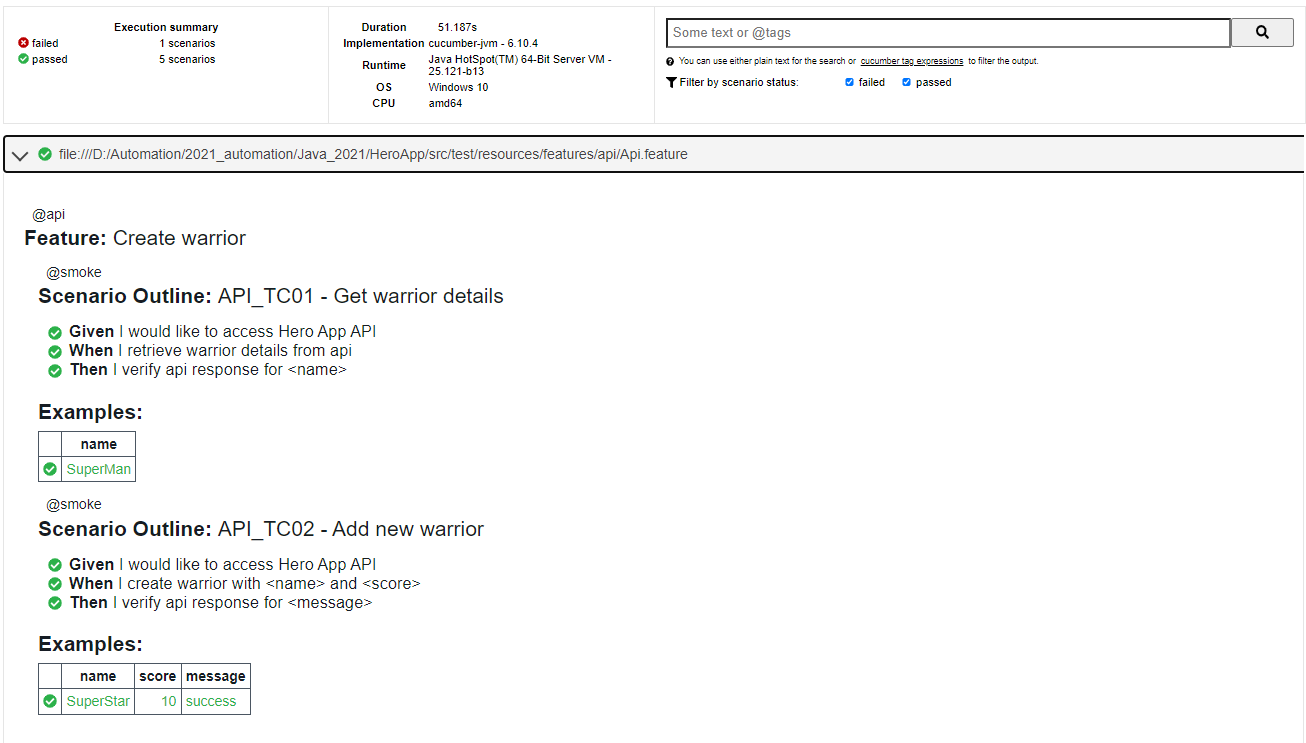 Execution summary
failed 1 scenarios
passed 5 scenarios
Duration 51.187s
Implementation cucumber-jvm - 6.10.4
Runtime Java HotSpot(TM) 64-Bit Server VM -
25.121-b13
OS Windows 10
CPU amd64
Some text or @tags
You can use either plain text for the search or cucumber tag expressions to filter the output.
Filter by scenario status: failed passed
file:///D:/Automation/2021_automation/Java_2021/HeroApp/src/test/resources/features/api/Api.feature
@api
Feature: Create warrior
@smoke
Scenario Outline: API_TC01 - Get warrior details
Given I would like to access Hero App API
When I retrieve warrior details from api
Then I verify api response for <name>
Examples:
name
SuperMan
@smoke
Scenario Outline: API_TC02 - Add new warrior
Given I would like to access Hero App API
When I create warrior with <name> and <score>
Then I verify api response for <message>
Examples:
name score message
SuperStar 10 success